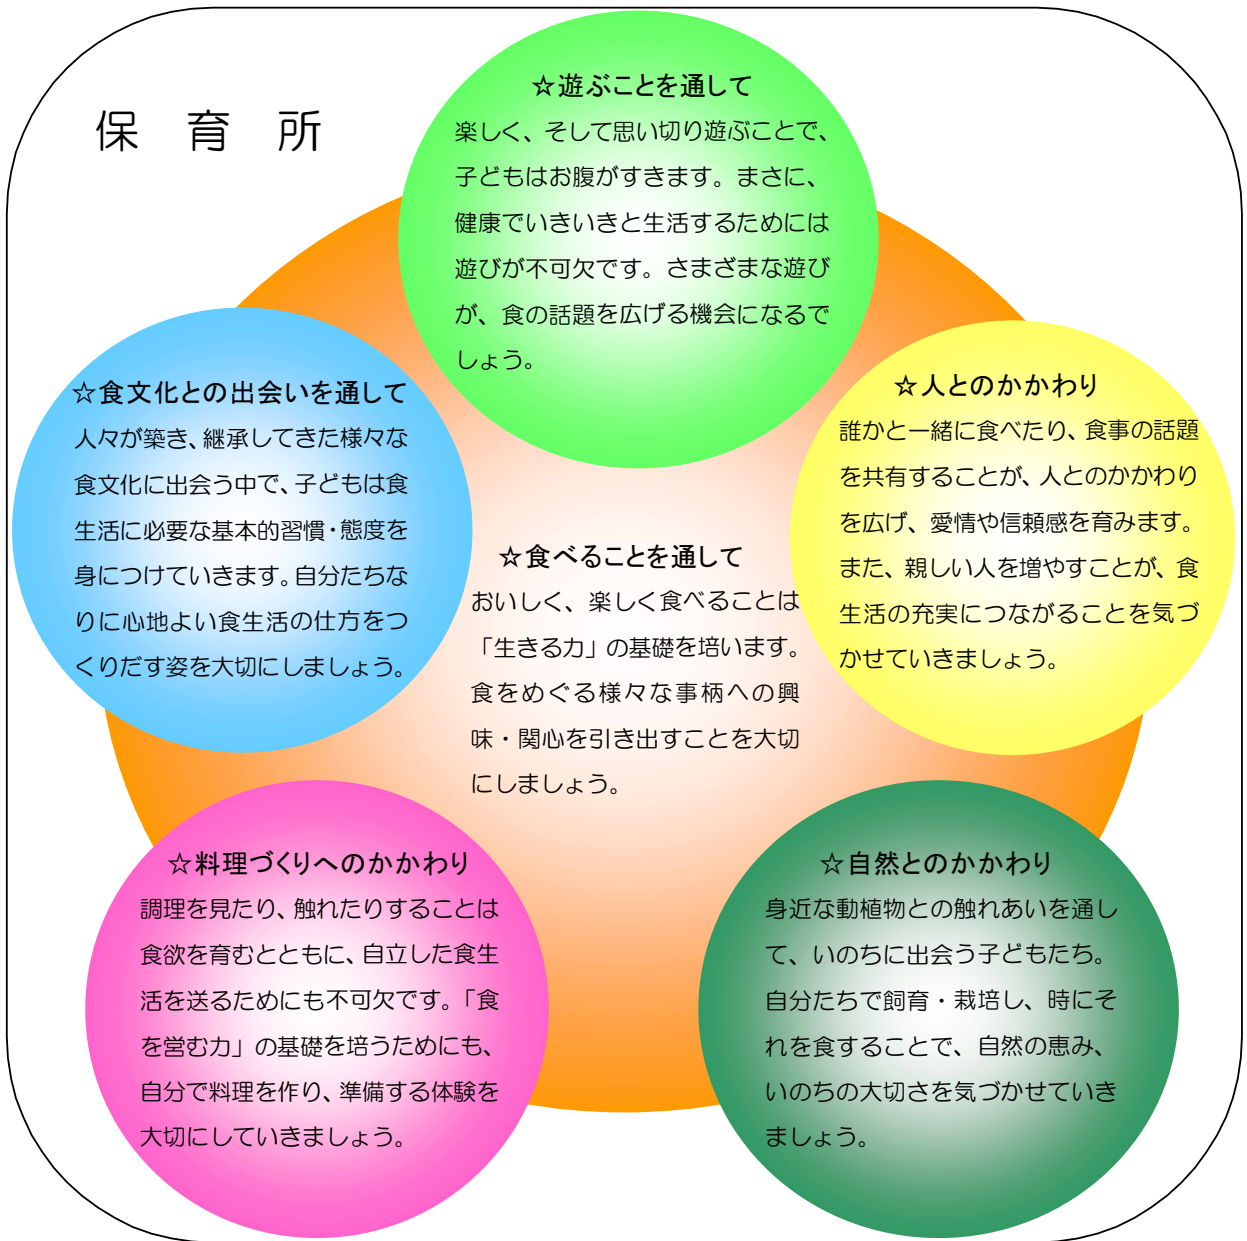 保 育 所
☆遊ぶことを通して
楽しく、そして思い切り遊ぶことで、
子どもはお腹がすきます。まさに、
健康でいきいきと生活するためには
遊びが不可欠です。さまざまな遊び
が、食の話題を広げる機会になるで
しょう。
☆食文化との出会いを通して
人々が築き、継承してきた様々な
食文化に出会う中で、子どもは食
生活に必要な基本的習慣・態度を
身につけていきます。自分たちな
りに心地よい食生活の仕方をつ
くりだす姿を大切にしましょう。
☆人とのかかわり
誰かと一緒に食べたり、食事の話題
を共有することが、人とのかかわり
を広げ、愛情や信頼感を育みます。
また、親しい人を増やすことが、食
生活の充実につながることを気づ
かせていきましょう。
☆食べることを通して
おいしく、楽しく食べることは
「生きる力」の基礎を培います。
食をめぐる様々な事柄への興
味・関心を引き出すことを大切
にしましょう。
☆料理づくりへのかかわり
調理を見たり、触れたりすることは
食欲を育むとともに、自立した食生
活を送るためにも不可欠です。「食
を営む力」の基礎を培うためにも、
自分で料理を作り、準備する体験を
大切にしていきましょう。
☆自然とのかかわり
身近な動植物との触れあいを通し
て、いのちに出会う子どもたち。
自分たちで飼育・栽培し、時にそ
れを食することで、自然の恵み、
いのちの大切さを気づかせていき
ましょう。